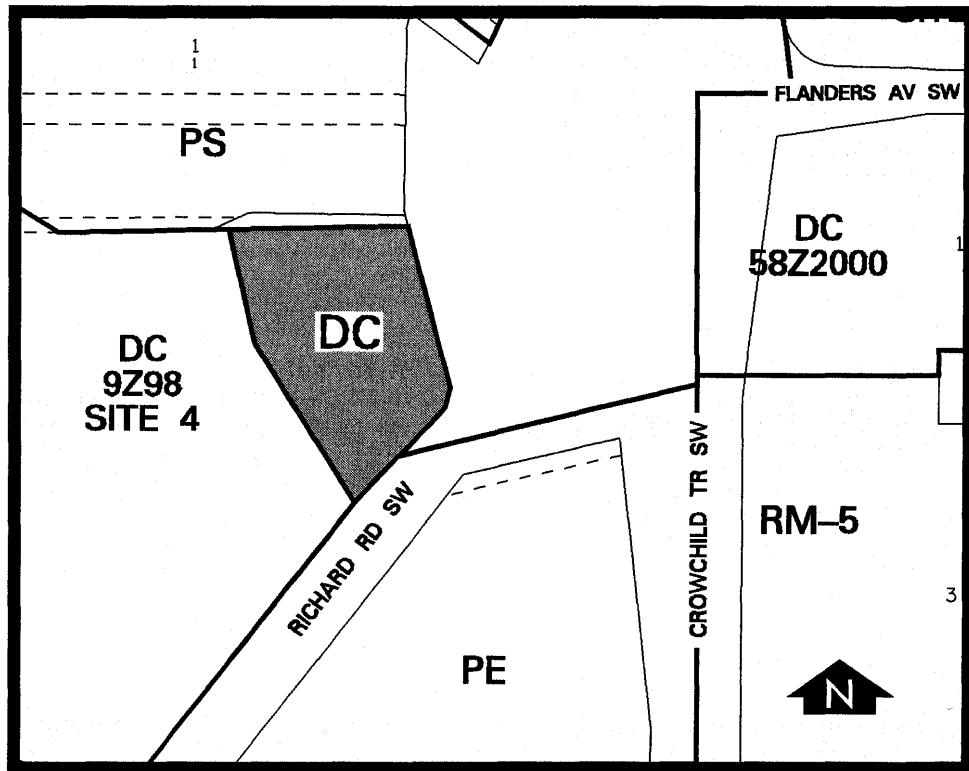 1
1
FLANDERS AV SW
PS
DC
58Z2000
1
DC
DC
9Z98
SITE 4
CROWCHILD TR SW
RICHARD RD SW
RM–5
3
PE
N